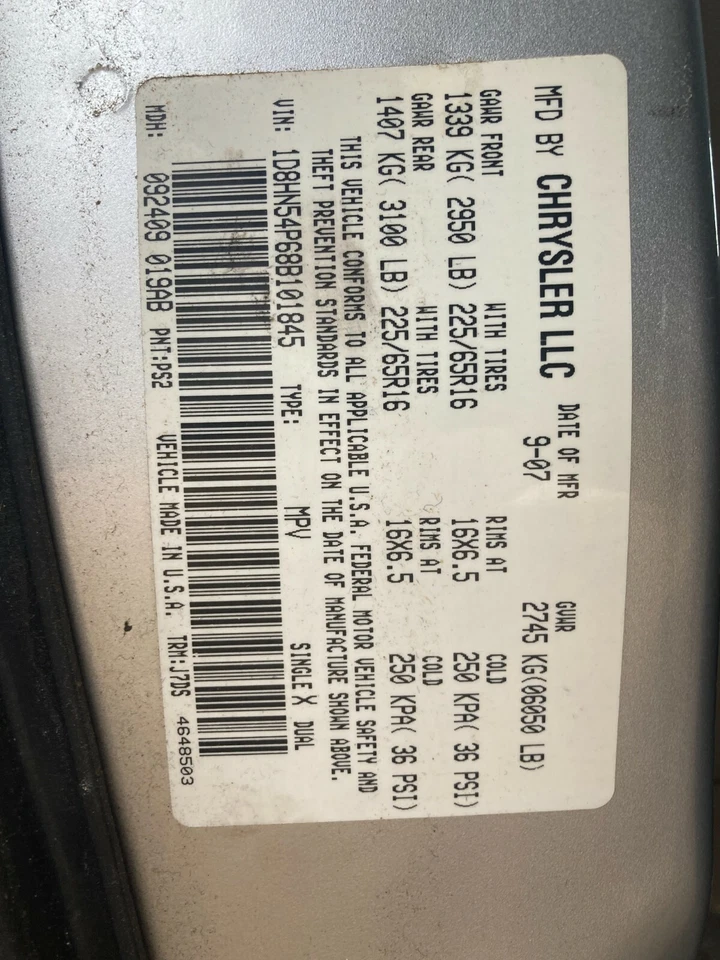 MFD BY CHRYSLER LLC DATE OF MFR 9-07 GVWR 2745 KG(06050 LB)
GAWR FRONT WITH TIRES RIMS AT COLD
1339 KG( 2950 LB) 225/65R16 16X6.5 250 KPA( 36 PSI)
GAWR REAR WITH TIRES RIMS AT COLD
1407 KG( 3100 LB) 225/65R16 16X6.5 250 KPA( 36 PSI)
THIS VEHICLE CONFORMS TO ALL APPLICABLE U.S.A. FEDERAL MOTOR VEHICLE SAFETY AND
THEFT PREVENTION STANDARDS IN EFFECT ON THE DATE OF MANUFACTURE SHOWN ABOVE.
VIN: 1D8HN54P68B101845 TYPE: MPV SINGLE X DUAL
MDH: 092409 019AB PNT:PS2 VEHICLE MADE IN U.S.A. TRM:J7DS 4648503